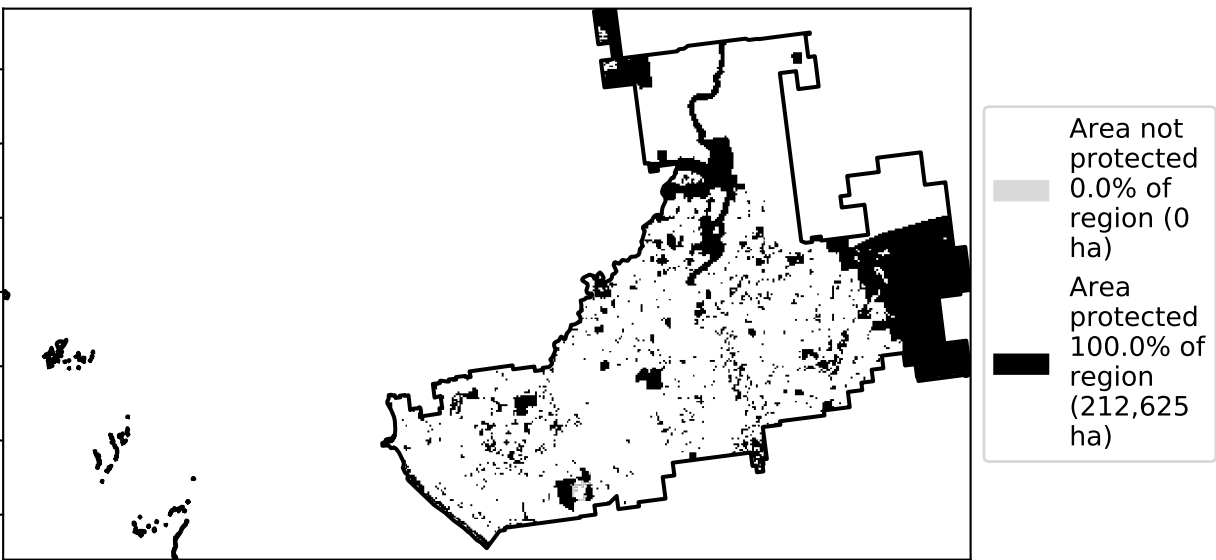 Area not
protected
0.0% of
region (0
ha)
Area
protected
100.0% of
region
(212,625
ha)